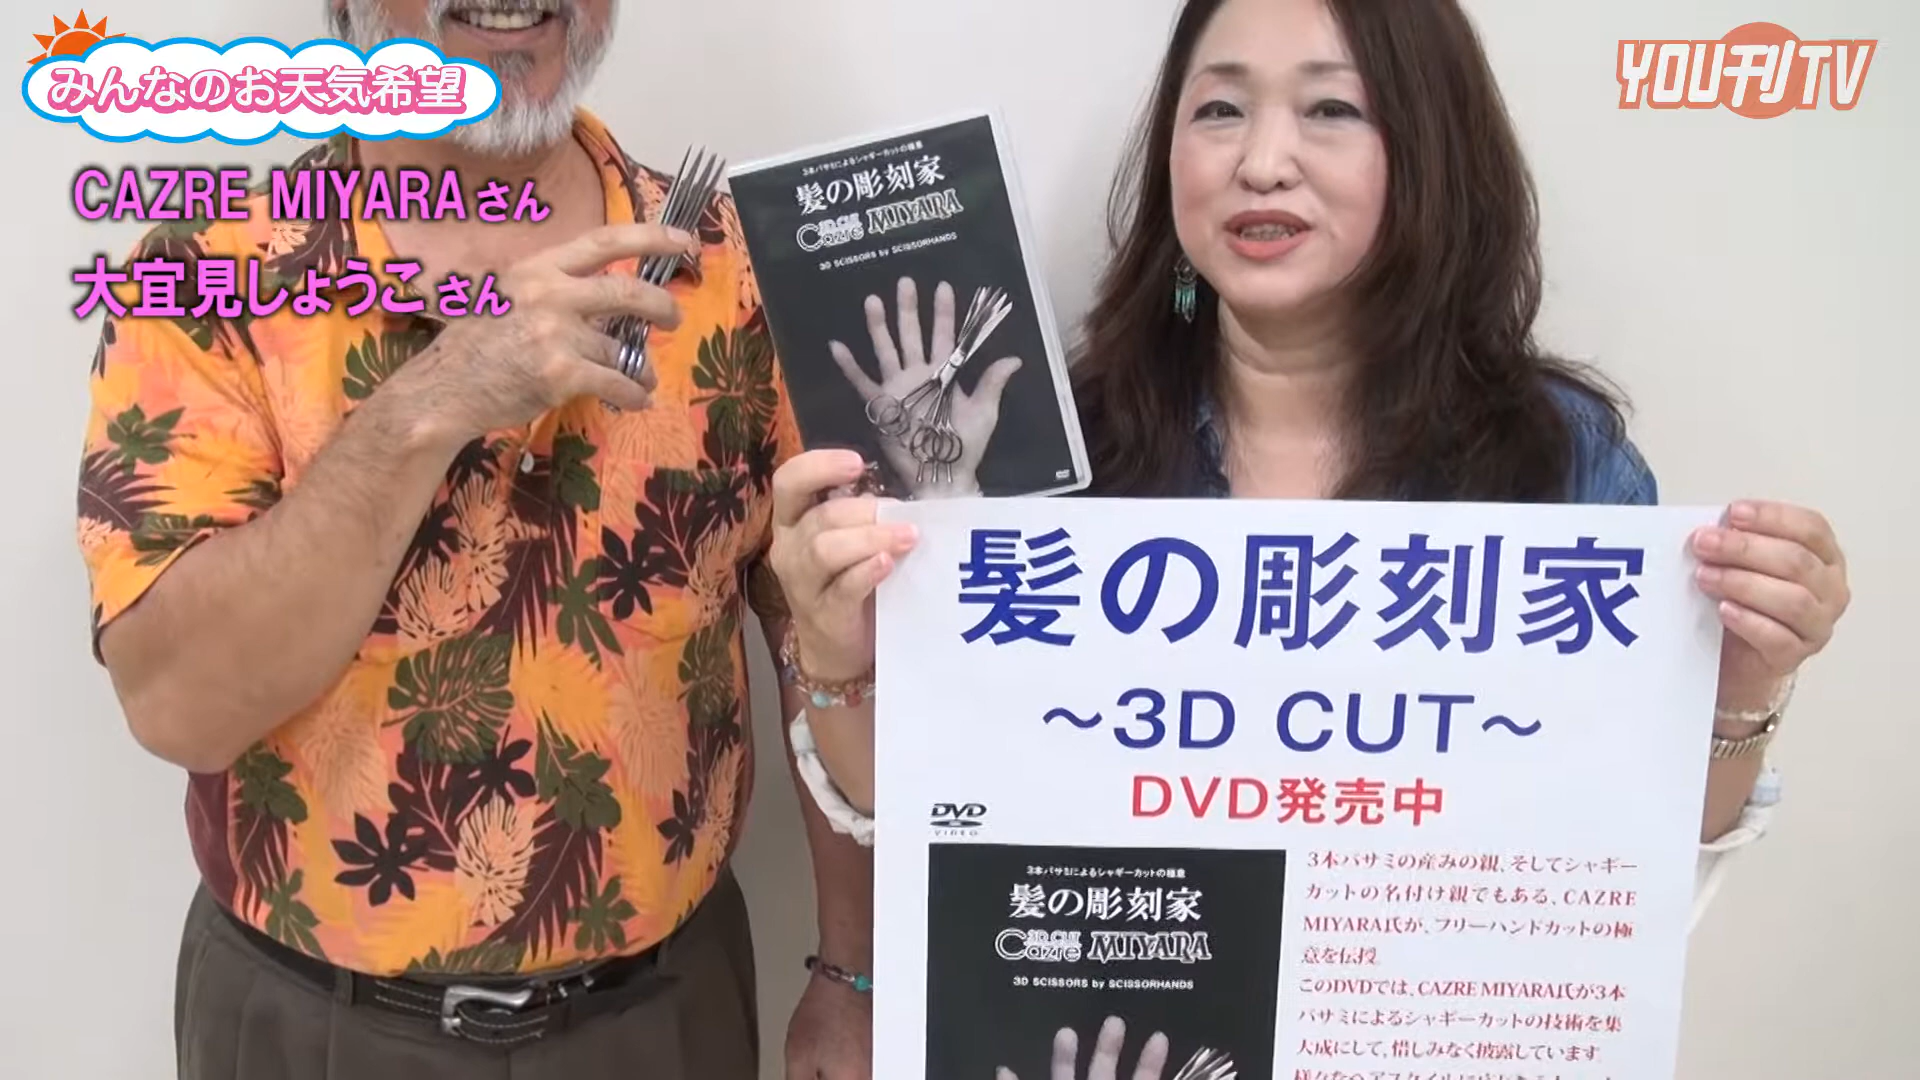 みんなのお天気希望
YOU刊TV
CAZRE MIYARAさん
大宜見しょうこさん
3本バサミによるシャギーカットの極意
髪の彫刻家
3D CUT
Cazre MIYARA
3D SCISSORS by SCISSORHANDS
髪の彫刻家
～3D CUT～
DVD発売中
DVD
VIDEO
3本バサミによるシャギーカットの極意
髪の彫刻家
3D CUT
Cazre MIYARA
3D SCISSORS by SCISSORHANDS
3本バサミの産みの親、そしてシャギー
カットの名付け親でもある、CAZRE
MIYARA氏が、フリーハンドカットの極
意を伝授
このDVDでは、CAZRE MIYARA氏が3本
バサミによるシャギーカットの技術を集
大成にして、惜しみなく披露しています